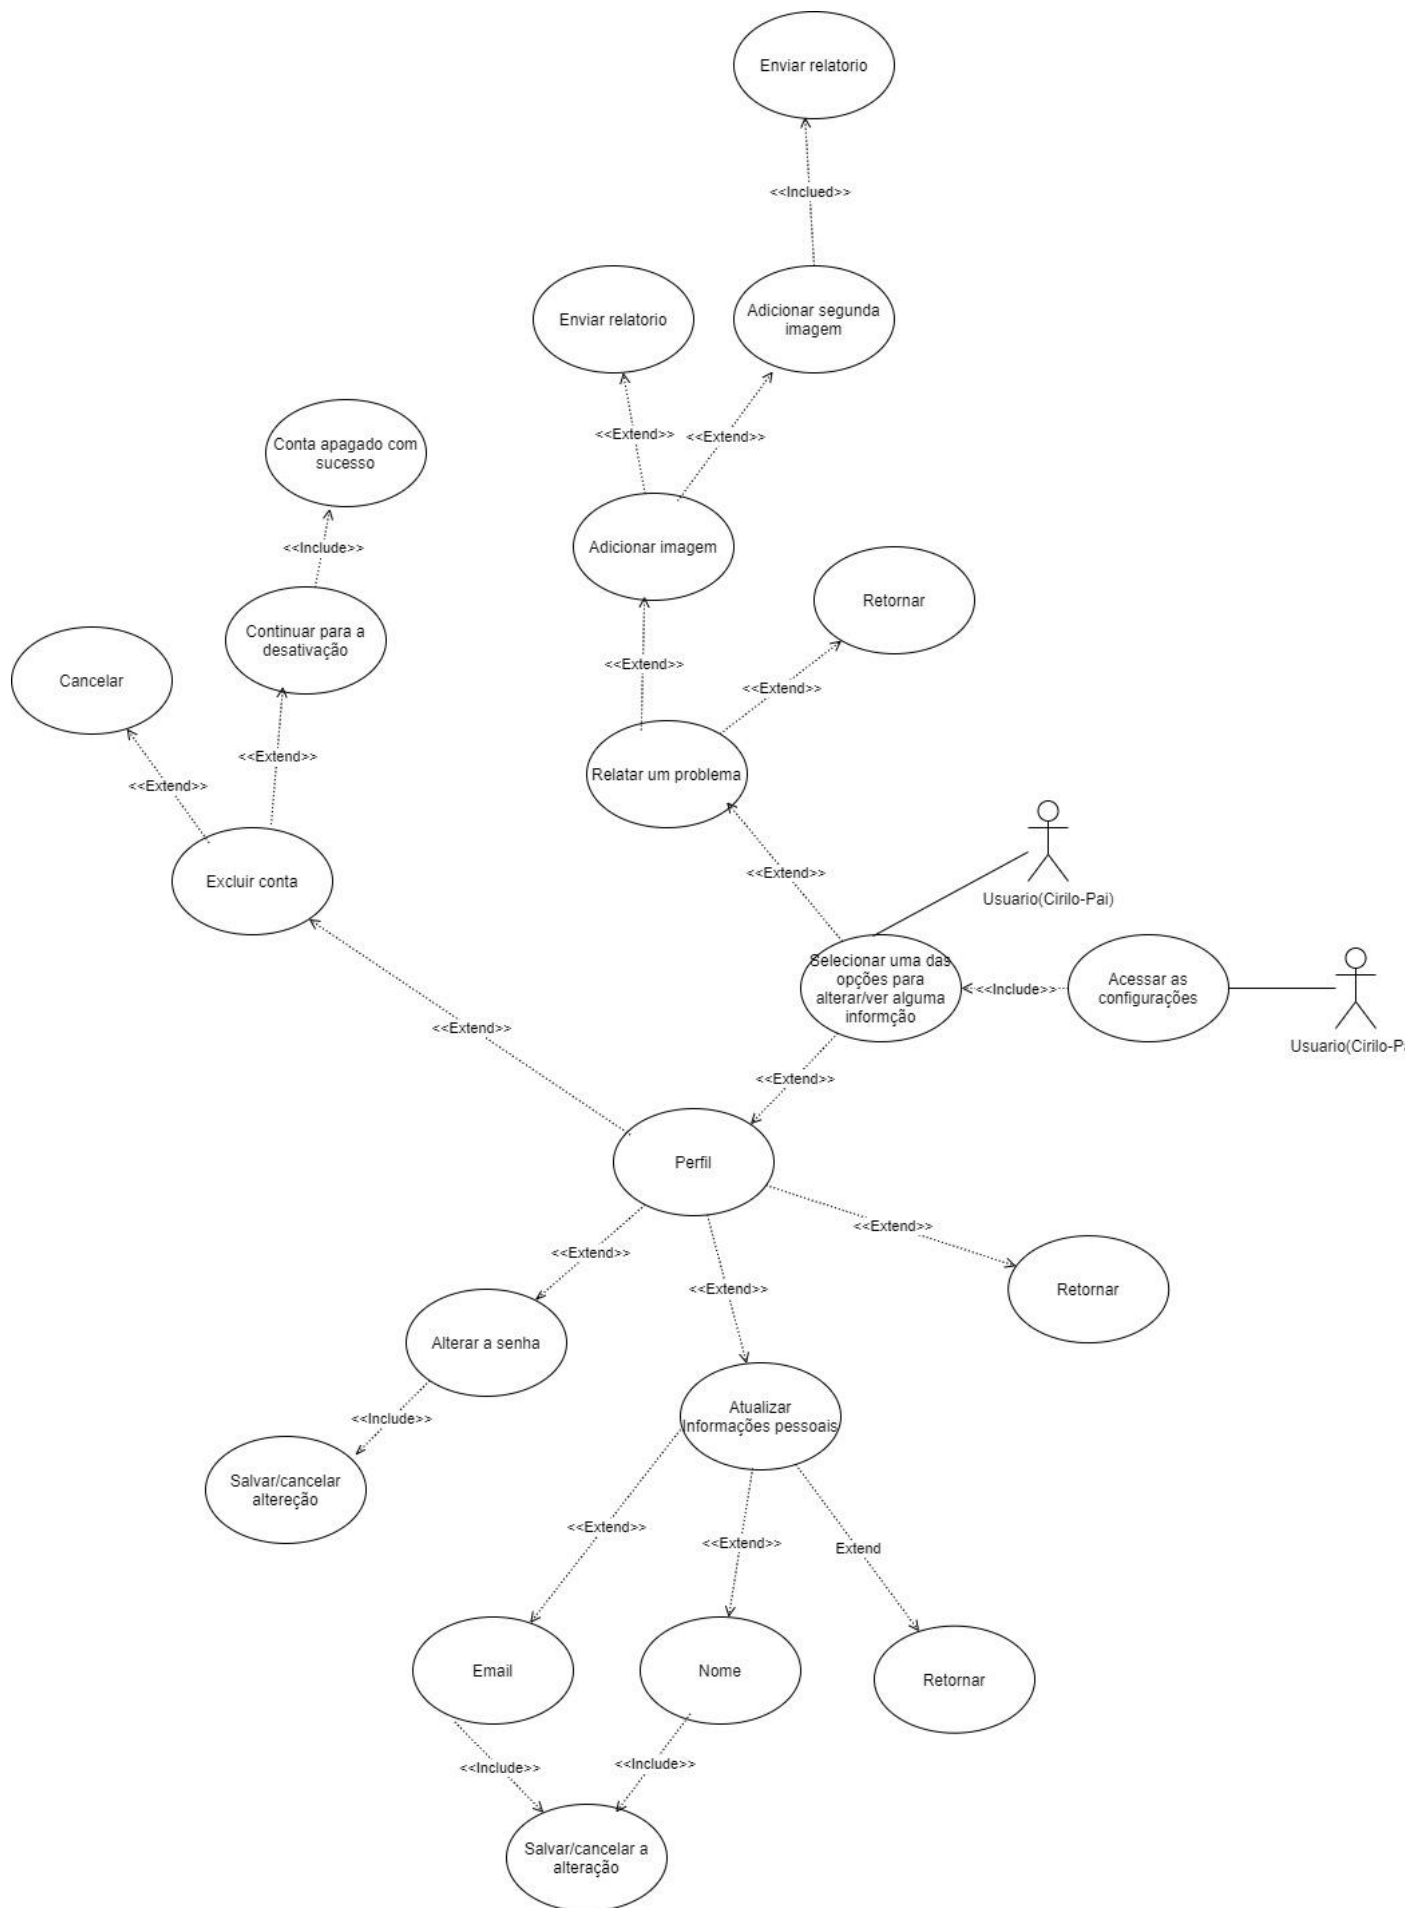 Enviar relatorio
<<Inclued>>
Enviar relatorio
Adicionar segunda
imagem
<<Extend>>
<<Extend>>
Conta apagado com
sucesso
<<Include>>
Adicionar imagem
Retornar
Continuar para a
desativação
Cancelar
<<Extend>>
<<Extend>>
<<Extend>>
<<Extend>>
Relatar um problema
<<Extend>>
Excluir conta
Usuario(Cirilo-Pai)
Selecionar uma das
opções para
alterar/ver alguma
informção
<<Include>>
Acessar as
configurações
<<Extend>>
Usuario(Cirilo-Pa
<<Extend>>
Perfil
<<Extend>>
<<Extend>>
<<Extend>>
Retornar
Alterar a senha
Atualizar
Informações pessoais
<<Include>>
Salvar/cancelar
altereção
<<Extend>>
<<Extend>>
Extend
Email
Nome
Retornar
<<Include>>
<<Include>>
Salvar/cancelar a
alteração